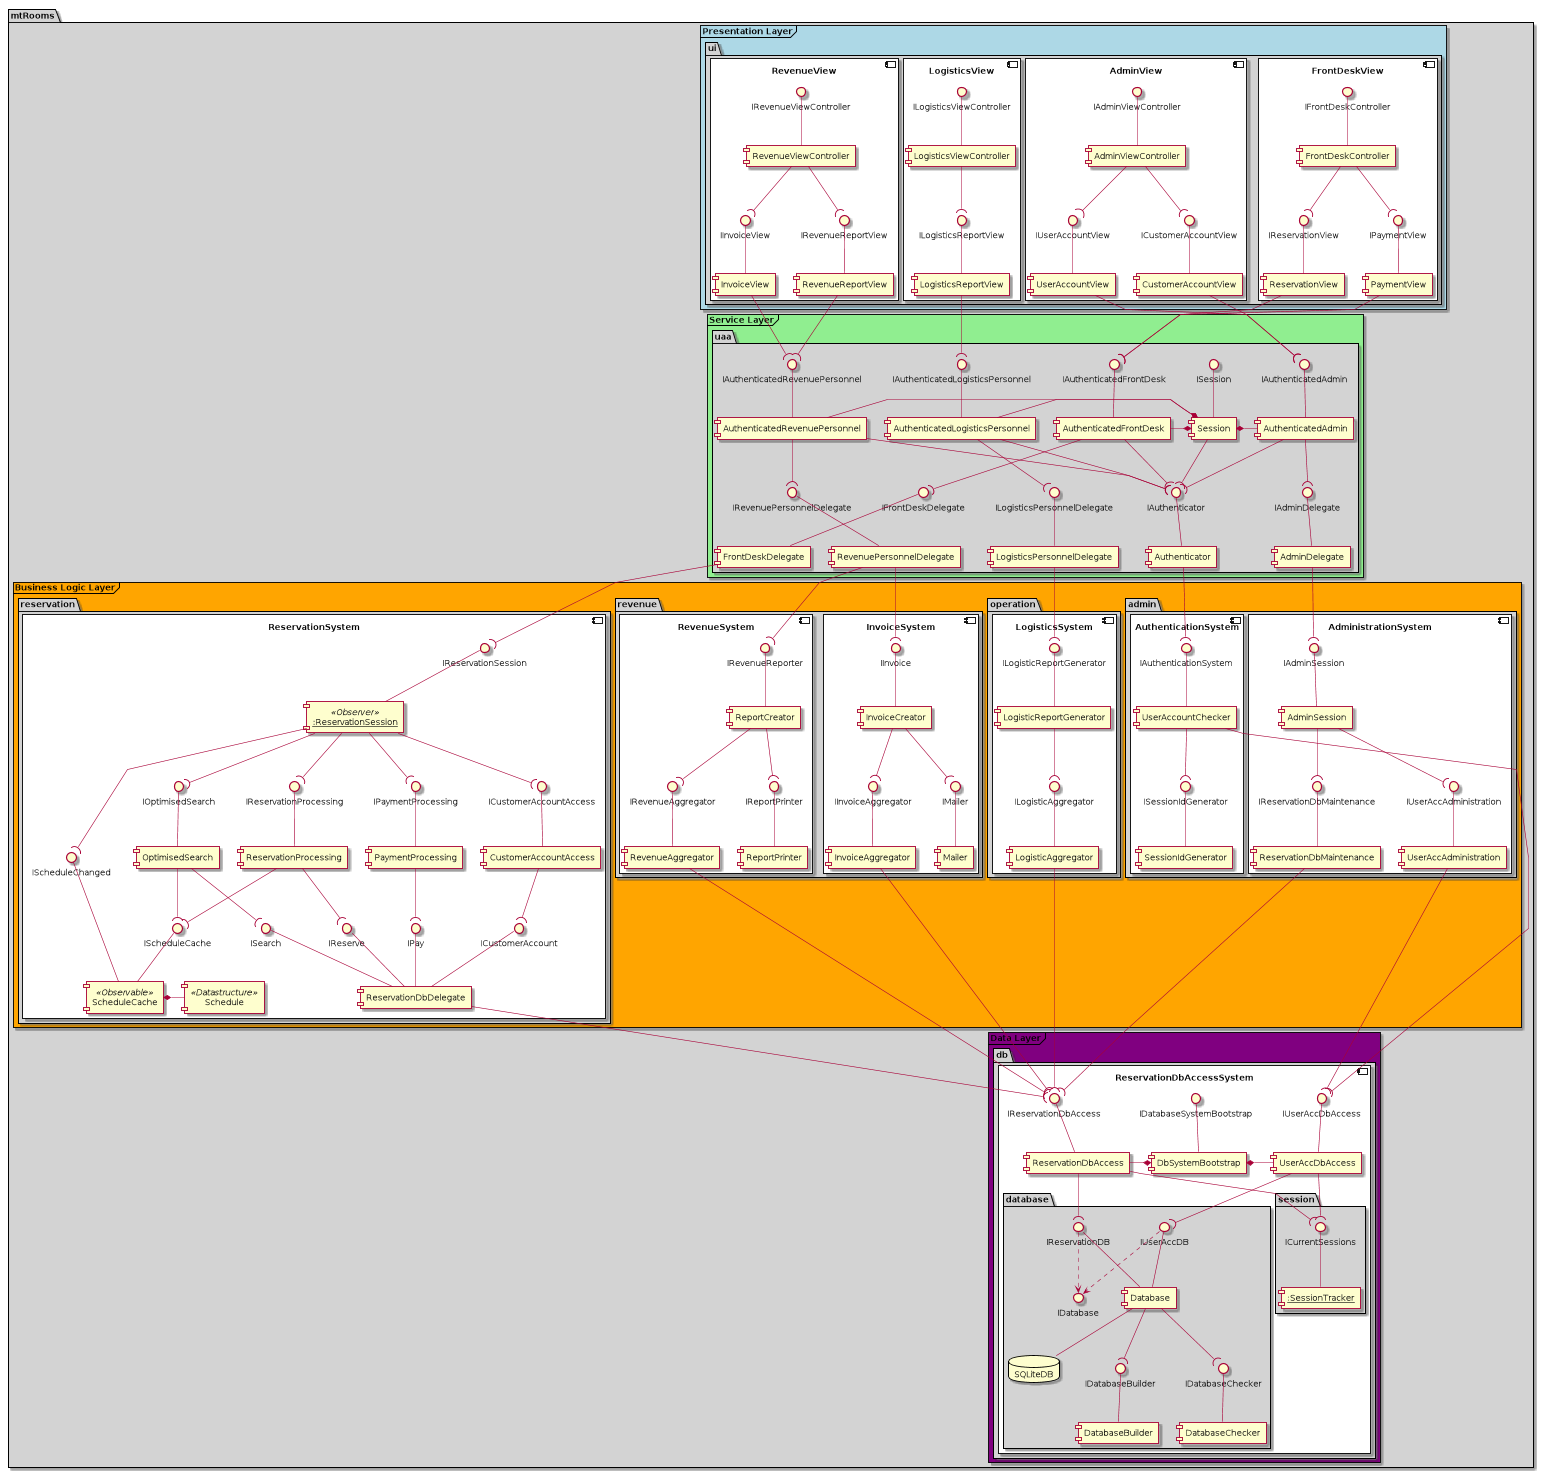 mtRooms
Presentation Layer
ui
RevenueView
LogisticsView
AdminView
FrontDeskView
IRevenueViewController
ILogisticsViewController
IAdminViewController
IFrontDeskController
RevenueViewController
LogisticsViewController
AdminViewController
FrontDeskController
IInvoiceView
IRevenueReportView
ILogisticsReportView
IUserAccountView
ICustomerAccountView
IReservationView
IPaymentView
InvoiceView
RevenueReportView
LogisticsReportView
UserAccountView
CustomerAccountView
ReservationView
PaymentView
Service Layer
uaa
IAuthenticatedRevenuePersonnel
IAuthenticatedLogisticsPersonnel
IAuthenticatedFrontDesk
ISession
IAuthenticatedAdmin
AuthenticatedRevenuePersonnel
AuthenticatedLogisticsPersonnel
AuthenticatedFrontDesk
Session
AuthenticatedAdmin
IRevenuePersonnelDelegate
IFrontDeskDelegate
ILogisticsPersonnelDelegate
IAuthenticator
IAdminDelegate
FrontDeskDelegate
RevenuePersonnelDelegate
LogisticsPersonnelDelegate
Authenticator
AdminDelegate
Business Logic Layer
reservation
revenue
operation
admin
ReservationSystem
RevenueSystem
InvoiceSystem
LogisticsSystem
AuthenticationSystem
AdministrationSystem
IReservationSession
IRevenueReporter
IInvoice
ILogisticReportGenerator
IAuthenticationSystem
IAdminSession
«Observer»
:ReservationSession
ReportCreator
InvoiceCreator
LogisticReportGenerator
UserAccountChecker
AdminSession
IOptimisedSearch
IReservationProcessing
IPaymentProcessing
ICustomerAccountAccess
IRevenueAggregator
IReportPrinter
IInvoiceAggregator
IMailer
ILogisticAggregator
ISessionIdGenerator
IReservationDbMaintenance
IUserAccAdministration
IScheduleChanged
OptimisedSearch
ReservationProcessing
PaymentProcessing
CustomerAccountAccess
RevenueAggregator
ReportPrinter
InvoiceAggregator
Mailer
LogisticAggregator
SessionIdGenerator
ReservationDbMaintenance
UserAccAdministration
IScheduleCache
ISearch
IReserve
IPay
ICustomerAccount
«Observable»
ScheduleCache
«Datastructure»
Schedule
ReservationDbDelegate
Data Layer
db
ReservationDbAccessSystem
IReservationDbAccess
IDatabaseSystemBootstrap
IUserAccDbAccess
ReservationDbAccess
DbSystemBootstrap
UserAccDbAccess
database
session
IReservationDB
IUserAccDB
ICurrentSessions
IDatabase
Database
:SessionTracker
SQLiteDB
IDatabaseBuilder
IDatabaseChecker
DatabaseBuilder
DatabaseChecker